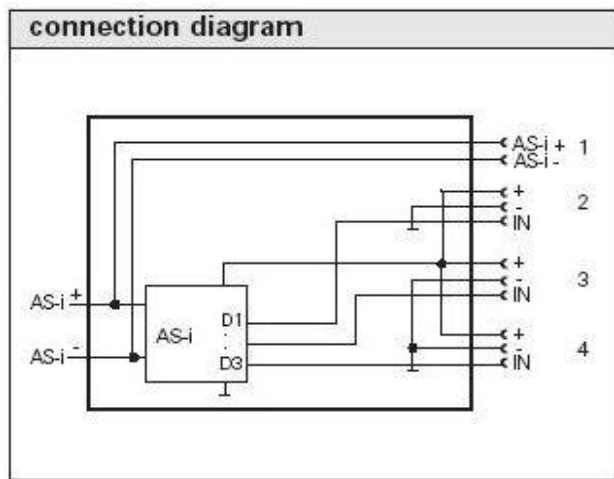 connection diagram
AS-i + 1
AS-i -
+
- 2
IN
+
- 3
IN
AS-i +
D1
:
AS-i
AS-i -
D3
+
- 4
IN